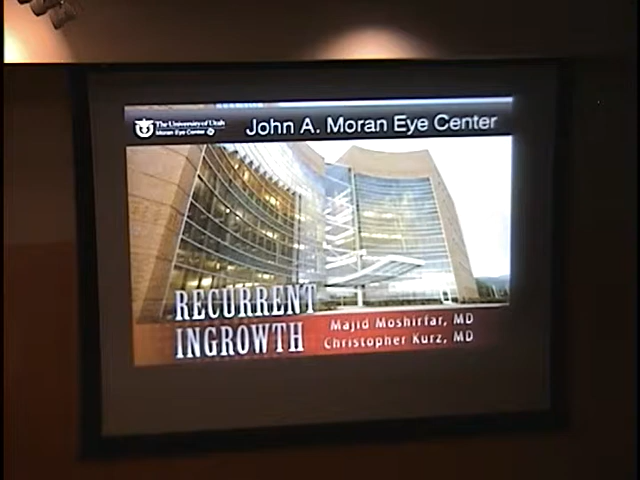 The University of Utah
Moran Eye Center
John A. Moran Eye Center
RECURRENT
INGROWTH
Majid Moshirfar, MD
Christopher Kurz, MD